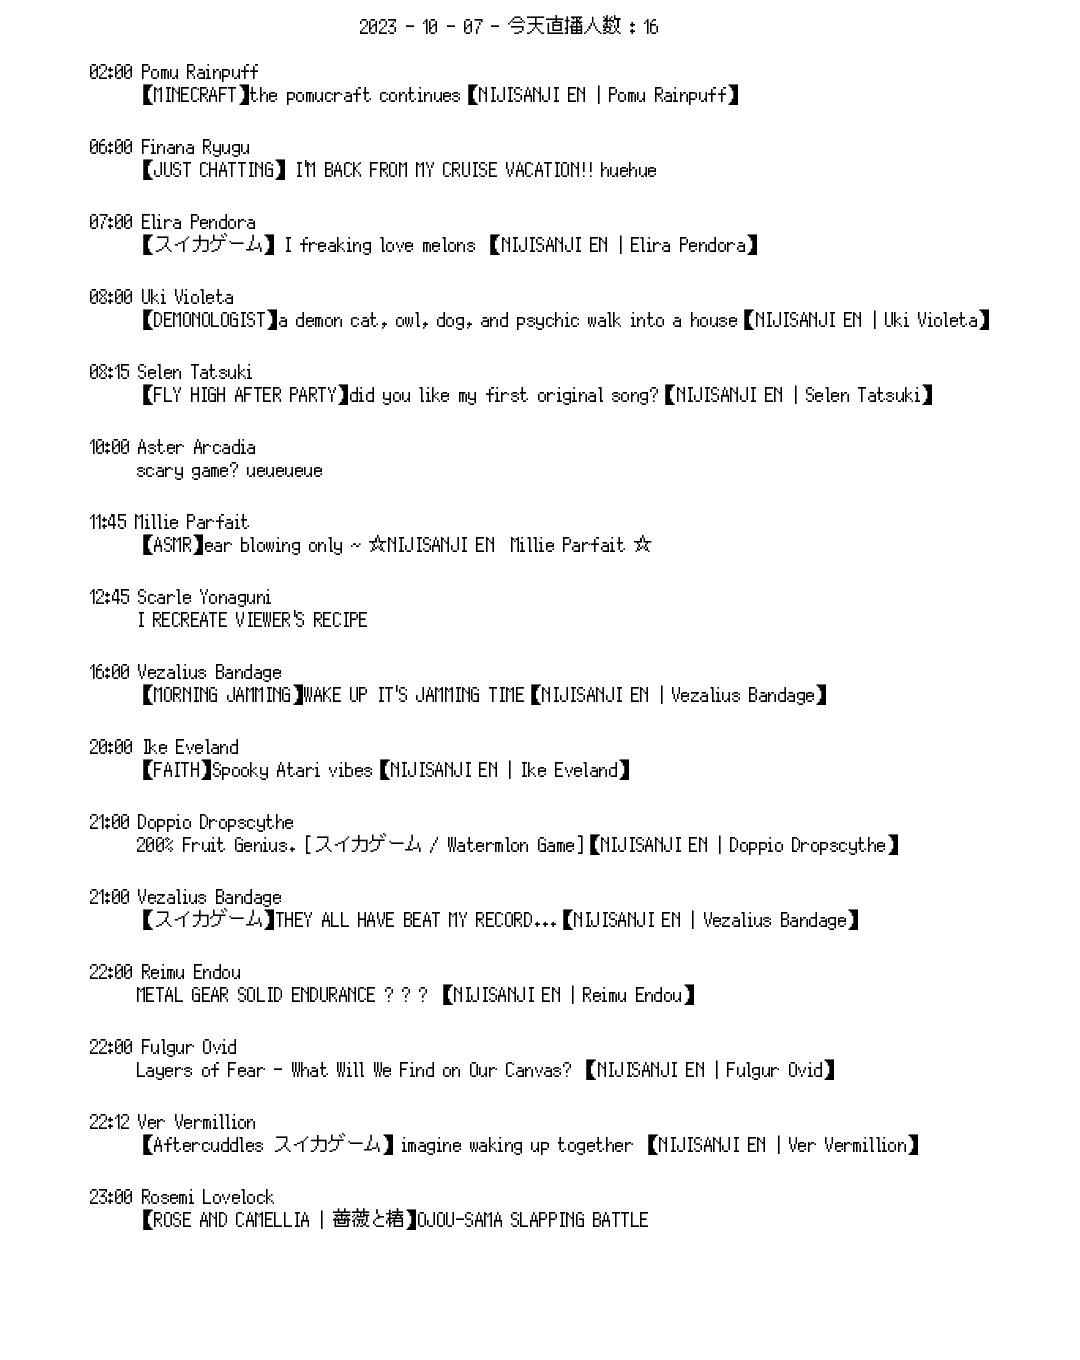 2023 - 10 - 07 - 今天直播人数 : 16
02:00 Pomu Rainpuff
【MINECRAFT】the pomucraft continues【NIJISANJI EN | Pomu Rainpuff】
06:00 Finana Ryugu
【JUST CHATTING】 I'M BACK FROM MY CRUISE VACATION!! huehue
07:00 Elira Pendora
【スイカゲーム】 I freaking love melons 【NIJISANJI EN | Elira Pendora】
08:00 Uki Violeta
【DEMONOLOGIST】a demon cat, owl, dog, and psychic walk into a house【NIJISANJI EN | Uki Violeta】
08:15 Selen Tatsuki
【FLY HIGH AFTER PARTY】did you like my first original song?【NIJISANJI EN | Selen Tatsuki】
10:00 Aster Arcadia
scary game? ueueueue
11:45 Millie Parfait
【ASMR】ear blowing only ~ ☆NIJISANJI EN  Millie Parfait ☆
12:45 Scarle Yonaguni
I RECREATE VIEWER'S RECIPE
16:00 Vezalius Bandage
【MORNING JAMMING】WAKE UP IT'S JAMMING TIME【NIJISANJI EN | Vezalius Bandage】
20:00 Ike Eveland
【FAITH】Spooky Atari vibes【NIJISANJI EN | Ike Eveland】
21:00 Doppio Dropscythe
200% Fruit Genius. [スイカゲーム / Watermlon Game]【NIJISANJI EN | Doppio Dropscythe】
21:00 Vezalius Bandage
【スイカゲーム】THEY ALL HAVE BEAT MY RECORD...【NIJISANJI EN | Vezalius Bandage】
22:00 Reimu Endou
METAL GEAR SOLID ENDURANCE ? ? ? 【NIJISANJI EN | Reimu Endou】
22:00 Fulgur Ovid
Layers of Fear - What Will We Find on Our Canvas? 【NIJISANJI EN | Fulgur Ovid】
22:12 Ver Vermillion
【Aftercuddles スイカゲーム】 imagine waking up together 【NIJISANJI EN | Ver Vermillion】
23:00 Rosemi Lovelock
【ROSE AND CAMELLIA | 薔薇と椿】OJOU-SAMA SLAPPING BATTLE